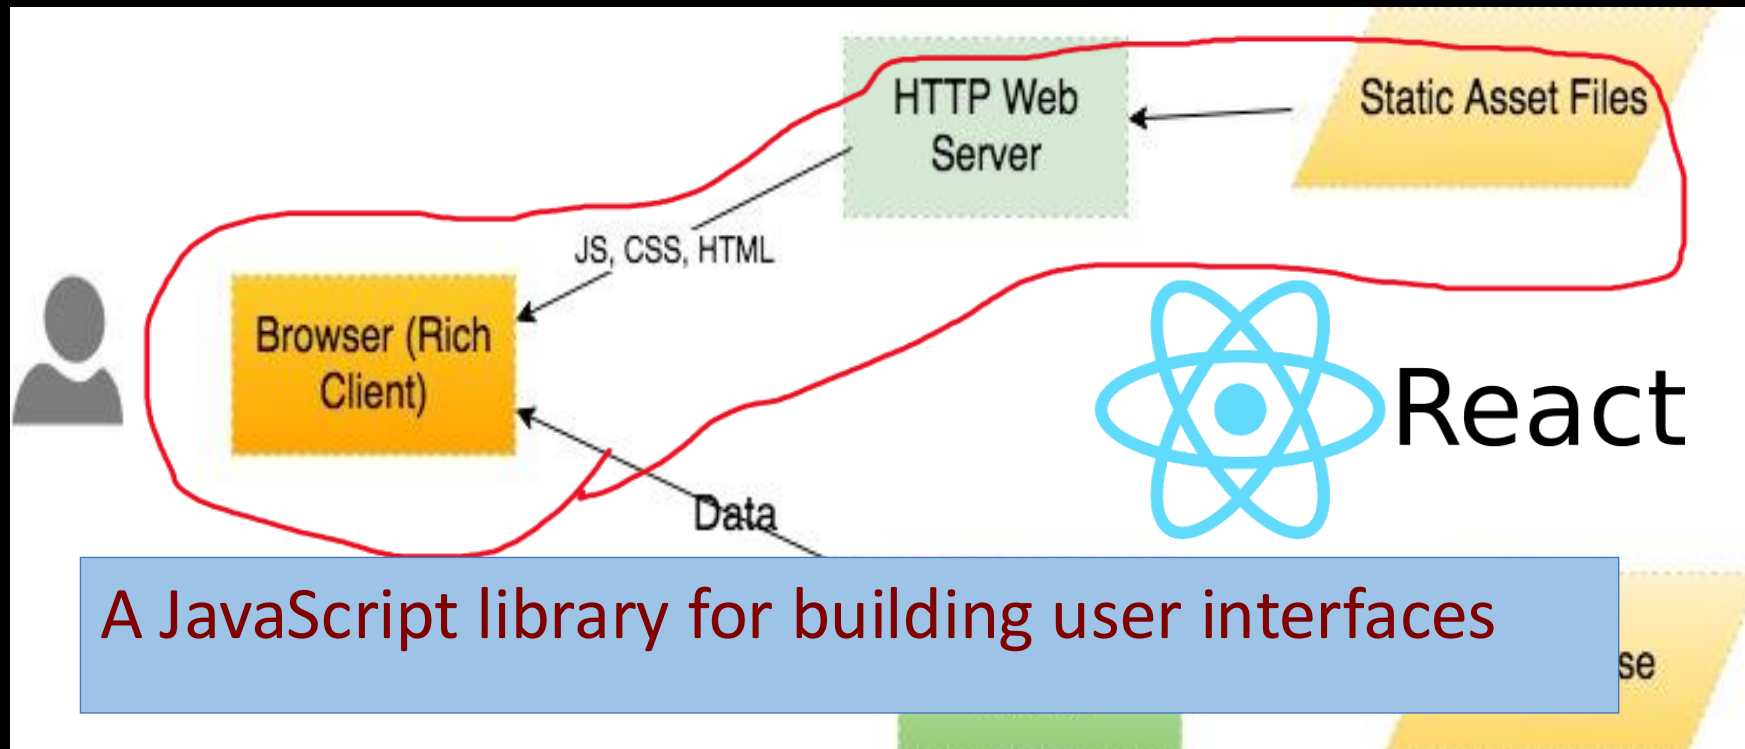 HTTP Web
Server
Static Asset Files
JS, CSS, HTML
Browser (Rich
Client)
React
Data
A JavaScript library for building user interfaces
se